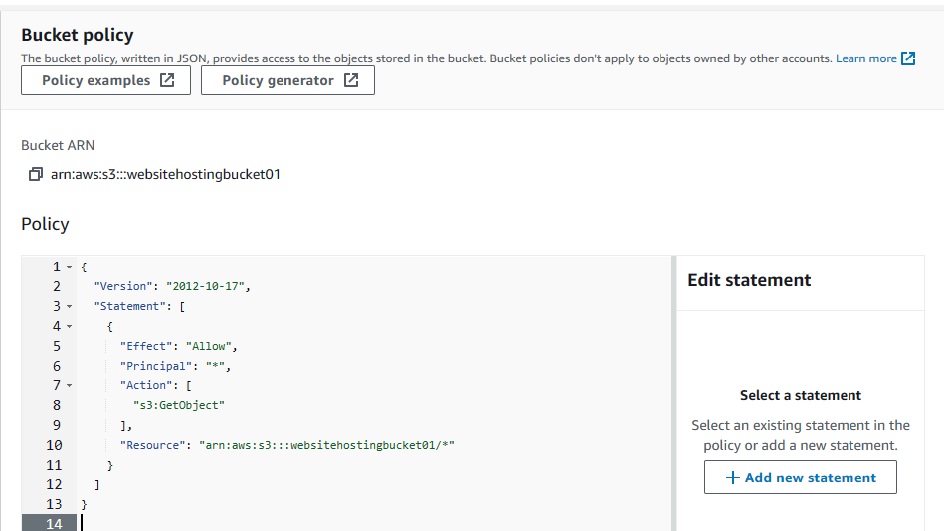 Bucket policy
The bucket policy, written in JSON, provides access to the objects stored in the bucket. Bucket policies don't apply to objects owned by other accounts. Learn more
Policy examples
Policy generator
Bucket ARN
arn:aws:s3:::websitehostingbucket01
Policy
1 {
2 "Version": "2012-10-17",
3 "Statement": [
4 {
5 "Effect": "Allow",
6 "Principal": "*",
7 "Action": [
8 "s3:GetObject"
9 ],
10 "Resource": "arn:aws:s3:::websitehostingbucket01/*"
11 }
12 ]
13 }
14
Edit statement
Select a statement
Select an existing statement in the
policy or add a new statement.
+ Add new statement